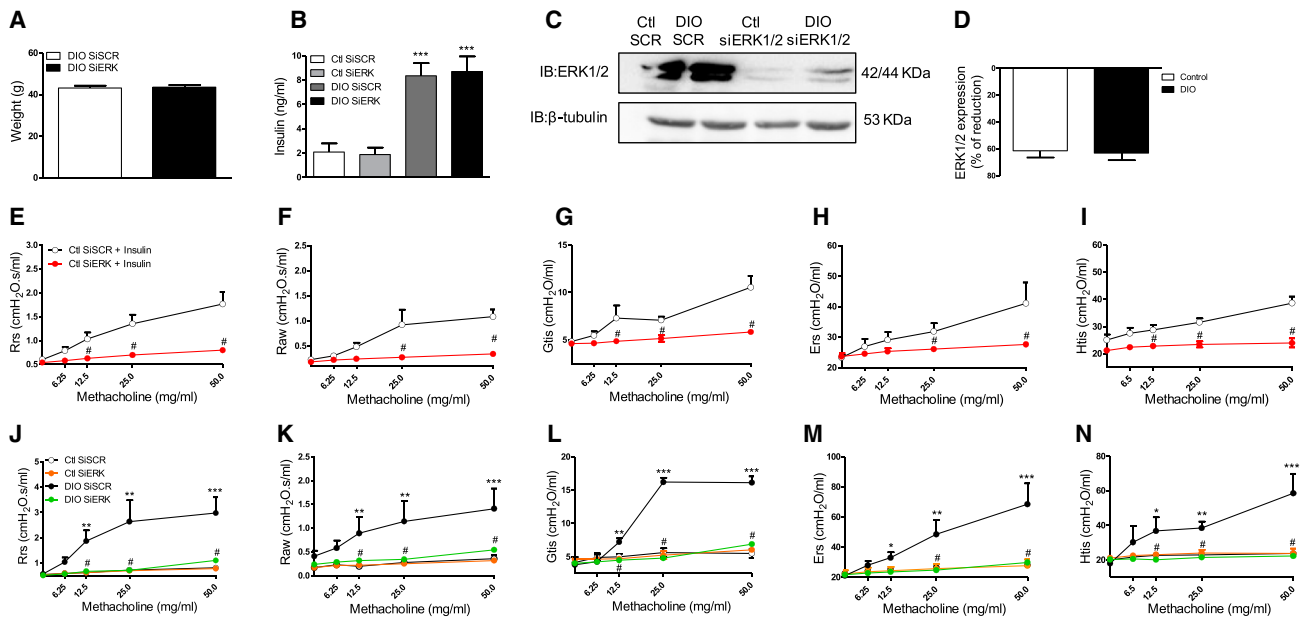 A
DIO SiSCR
DIO SiERK
Weight (g)
60
40
20
0
B
Ctl SiSCR
Ctl SiERK
DIO SiSCR
DIO SiERK
Insulin (ng/ml)
10
8
6
4
2
0
***
***
C
Ctl SCR
DIO SCR
Ctl siERK1/2
DIO siERK1/2
IB:ERK1/2
42/44 KDa
IB:β-tubulin
53 KDa
D
Control
DIO
ERK1/2 expression (% of reduction)
0
20
40
60
80
E
Ctl SiSCR + Insulin
Ctl SiERK + Insulin
Rrs (cmH2O.s/ml)
3.0
2.5
2.0
1.5
1.0
0.5
# # #
6.25 12.5 25.0 50.0
Methacholine (mg/ml)
F
Raw (cmH2O.s/ml)
2.5
2.0
1.5
1.0
0.5
0.0
# #
6.25 12.5 25.0 50.0
Methacholine (mg/ml)
G
Gtis (cmH2O/ml)
15
10
5
0
# # #
6.25 12.5 25.0 50.0
Methacholine (mg/ml)
H
Ers (cmH2O/ml)
60
50
40
30
20
# #
6.25 12.5 25.0 50.0
Methacholine (mg/ml)
I
Htis (cmH2O/ml)
60
40
30
20
# # #
6.5 12.5 25.0 50.0
Methacholine (mg/ml)
J
Ctl SiSCR
Ctl SiERK
DIO SiSCR
DIO SiERK
Rrs (cmH2O.s/ml)
5
4
3
2
1
0
** ** ***
# # #
6.25 12.5 25.0 50.0
Methacholine (mg/ml)
K
Raw (cmH2O.s/ml)
2.5
2.0
1.5
1.0
0.5
0.0
** ** ***
# # #
6.25 12.5 25.0 50.0
Methacholine (mg/ml)
L
Gtis (cmH2O/ml)
20
15
10
5
** *** ***
# # #
6.25 12.5 25.0 50.0
Methacholine (mg/ml)
M
Ers (cmH2O/ml)
100
80
60
40
20
* ** ***
# #
6.25 12.5 25.0 50.0
Methacholine (mg/ml)
N
Htis (cmH2O/ml)
80
60
40
20
0
* ** ***
# # #
6.5 12.5 25.0 50.0
Methacholine (mg/ml)